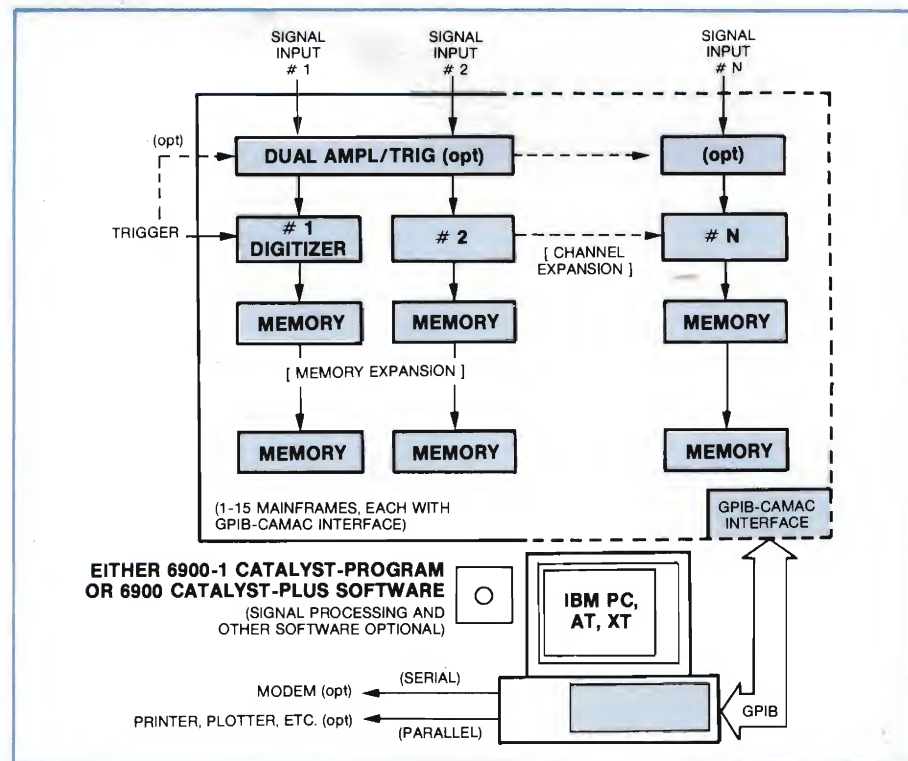 SIGNAL
INPUT
# 1
SIGNAL
INPUT
# 2
SIGNAL
INPUT
# N
(opt)
DUAL AMPL/TRIG (opt)
(opt)
TRIGGER
# 1
DIGITIZER
# 2
# N
[ CHANNEL
EXPANSION ]
MEMORY
MEMORY
MEMORY
[ MEMORY EXPANSION ]
MEMORY
MEMORY
MEMORY
(1-15 MAINFRAMES, EACH WITH
GPIB-CAMAC INTERFACE)
GPIB-CAMAC
INTERFACE
EITHER 6900-1 CATALYST-PROGRAM
OR 6900 CATALYST-PLUS SOFTWARE
(SIGNAL PROCESSING AND
OTHER SOFTWARE OPTIONAL)
IBM PC,
AT, XT
MODEM (opt)
(SERIAL)
PRINTER, PLOTTER, ETC. (opt)
(PARALLEL)
GPIB